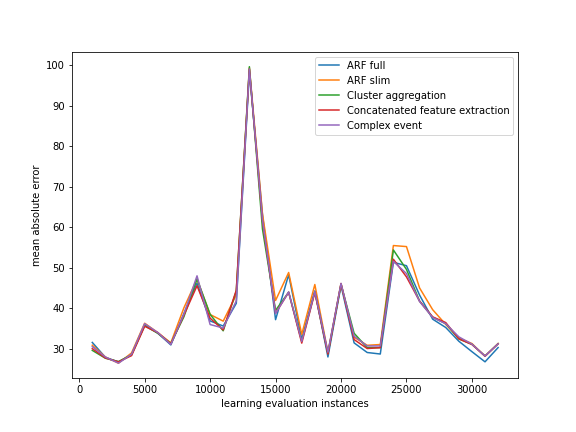 100
90
80
70
60
50
40
30
mean absolute error
ARF full
ARF slim
Cluster aggregation
Concatenated feature extraction
Complex event
0 5000 10000 15000 20000 25000 30000
learning evaluation instances